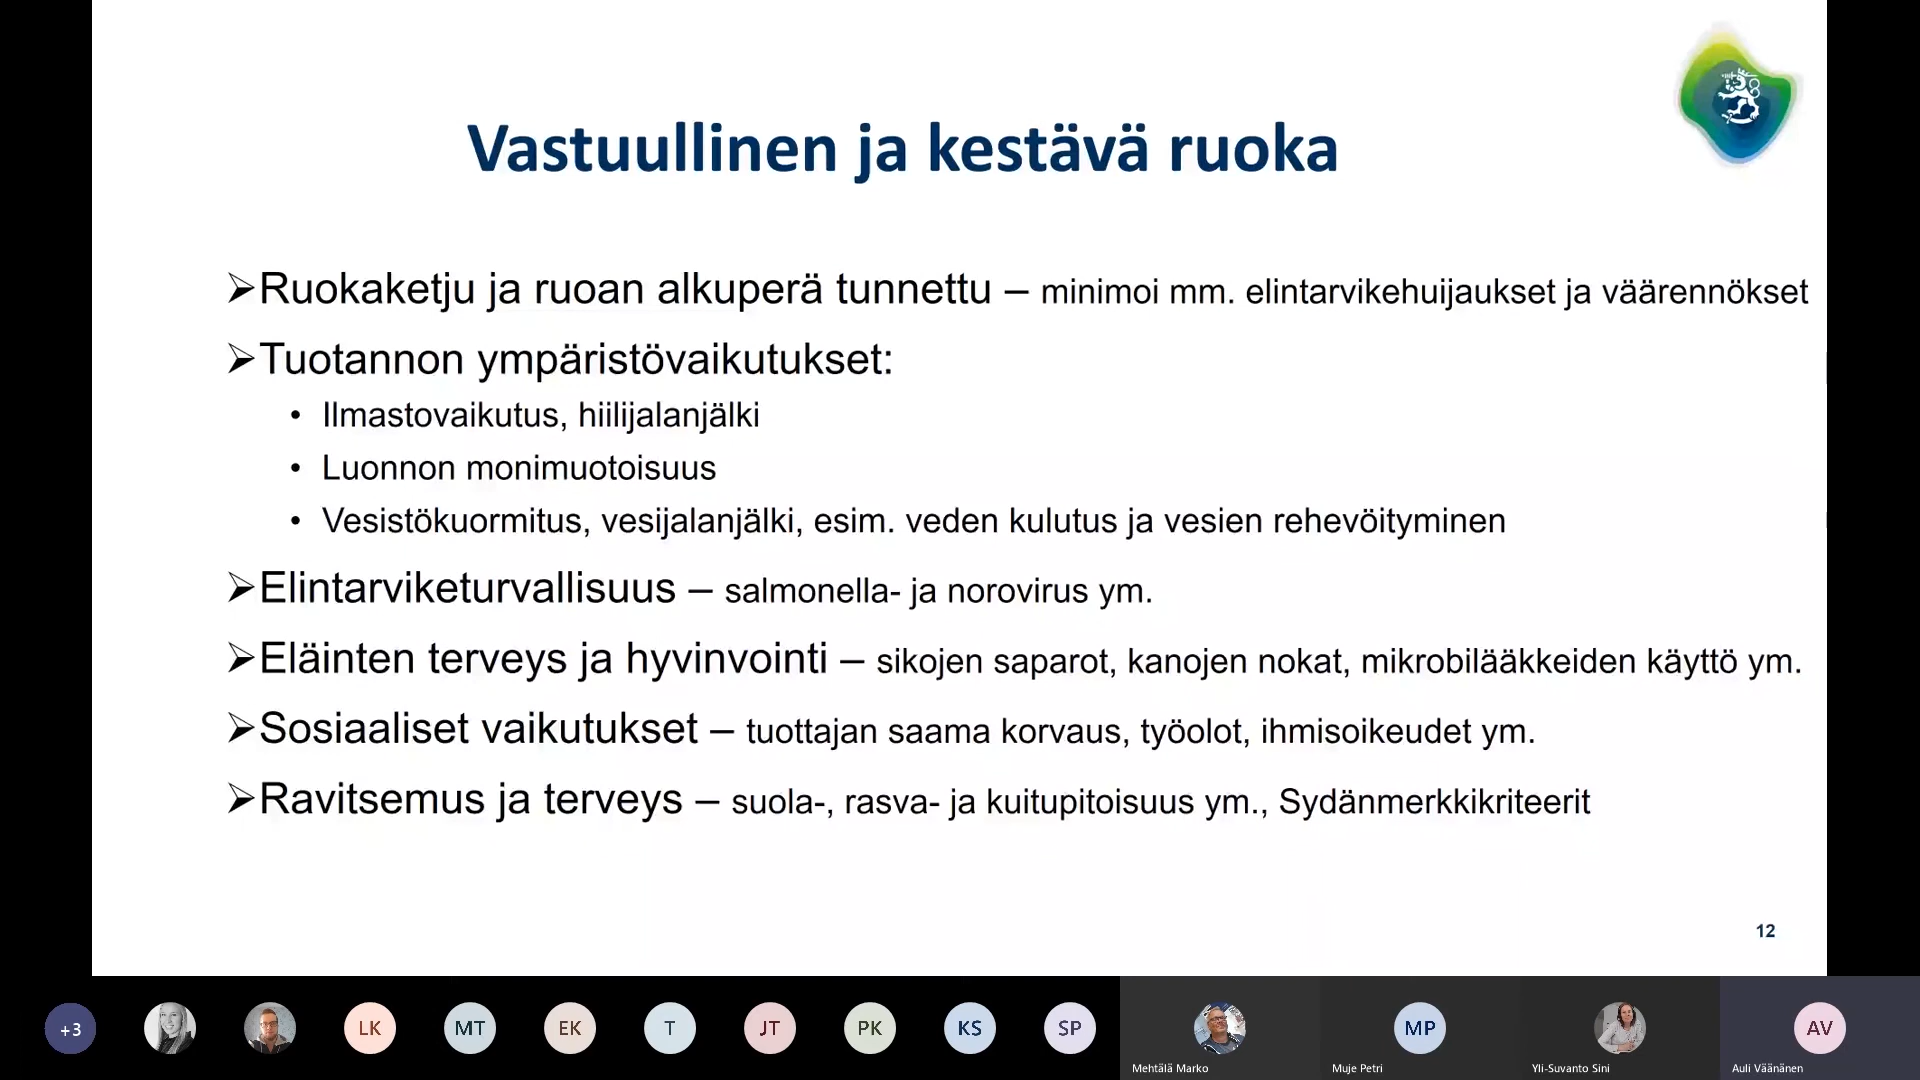 Vastuullinen ja kestävä ruoka
➢Ruokaketju ja ruoan alkuperä tunnettu – minimoi mm. elintarvikehuijaukset ja väärennökset
➢Tuotannon ympäristövaikutukset:
• Ilmastovaikutus, hiilijalanjälki
• Luonnon monimuotoisuus
• Vesistökuormitus, vesijalanjälki, esim. veden kulutus ja vesien rehevöityminen
➢Elintarviketurvallisuus – salmonella- ja norovirus ym.
➢Eläinten terveys ja hyvinvointi – sikojen saparot, kanojen nokat, mikrobilääkkeiden käyttö ym.
➢Sosiaaliset vaikutukset – tuottajan saama korvaus, työolot, ihmisoikeudet ym.
➢Ravitsemus ja terveys – suola-, rasva- ja kuitupitoisuus ym., Sydänmerkkikriteerit
12
+3 LK MT EK T JT PK KS SP MP AV
Mehtälä Marko Muje Petri Yli-Suvanto Sini Auli Väänänen